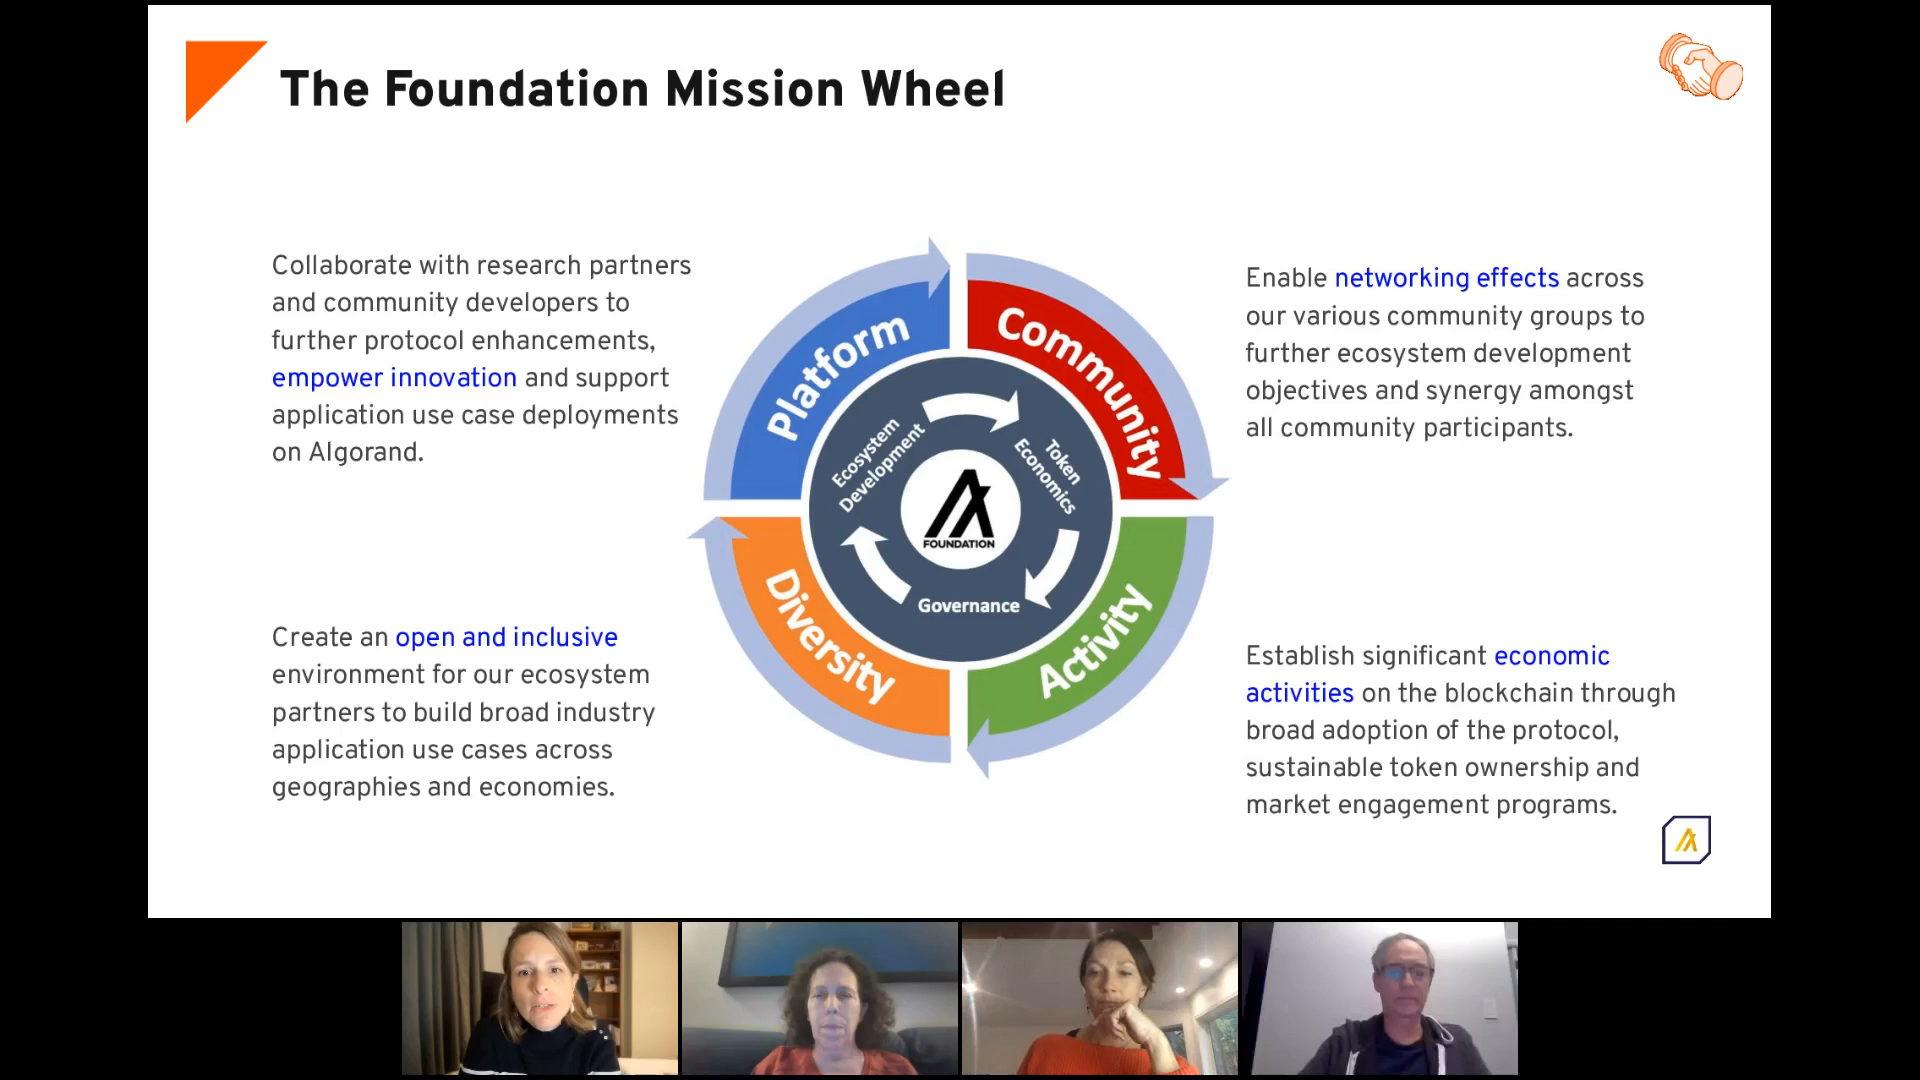 The Foundation Mission Wheel
Collaborate with research partners
and community developers to
further protocol enhancements,
empower innovation and support
application use case deployments
on Algorand.
Enable networking effects across
our various community groups to
further ecosystem development
objectives and synergy amongst
all community participants.
Platform
Community
Ecosystem
Development
Token
Economics
FOUNDATION
Governance
Diversity
Activity
Create an open and inclusive
environment for our ecosystem
partners to build broad industry
application use cases across
geographies and economies.
Establish significant economic
activities on the blockchain through
broad adoption of the protocol,
sustainable token ownership and
market engagement programs.